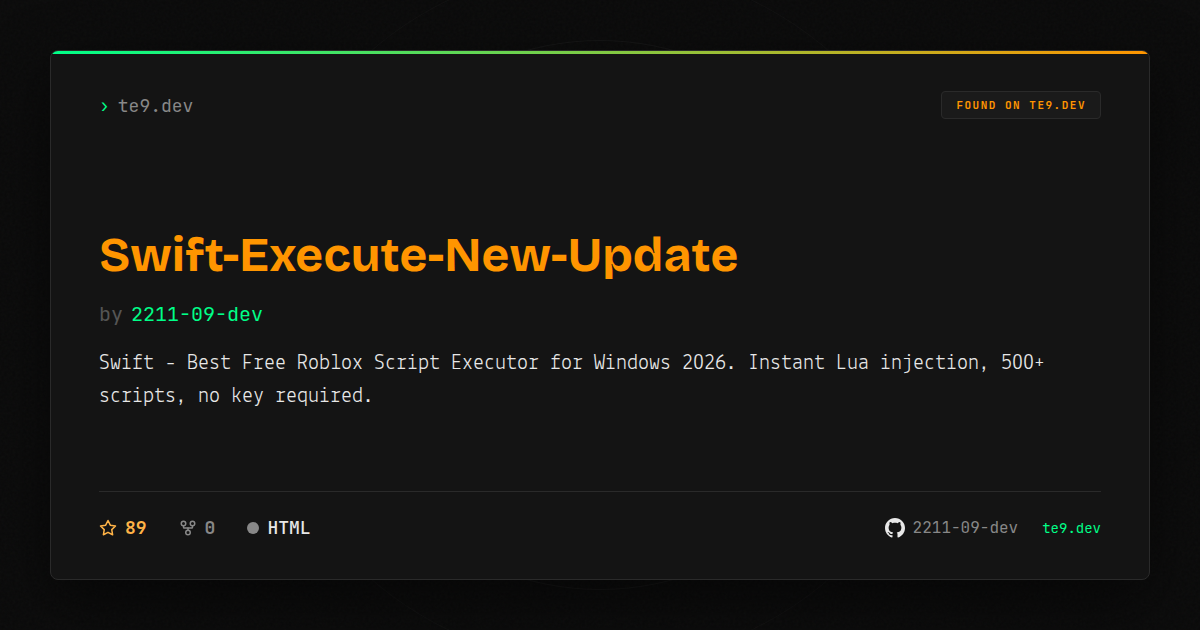 › te9.dev
FOUND ON TE9.DEV
Swift-Execute-New-Update
by 2211-09-dev
Swift - Best Free Roblox Script Executor for Windows 2026. Instant Lua injection, 500+
scripts, no key required.
89 0 HTML
2211-09-dev te9.dev